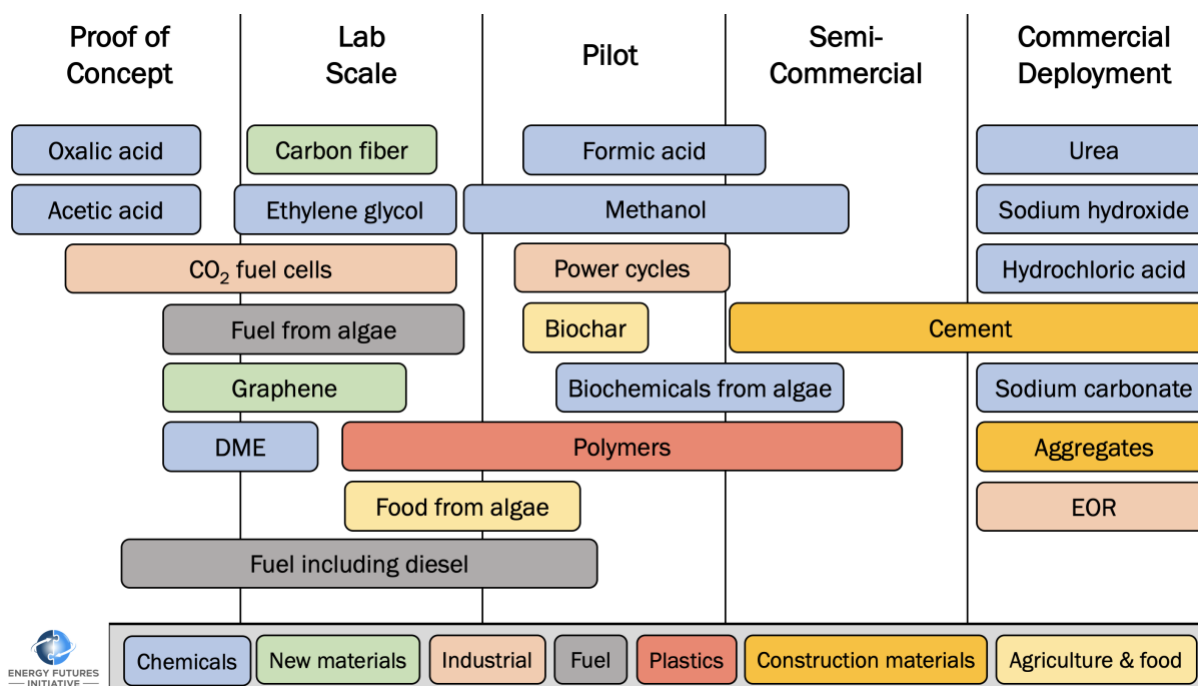 Proof of
Concept
Lab
Scale
Pilot
Semi-
Commercial
Commercial
Deployment
Oxalic acid
Carbon fiber
Formic acid
Urea
Acetic acid
Ethylene glycol
Methanol
Sodium hydroxide
CO₂ fuel cells
Power cycles
Hydrochloric acid
Fuel from algae
Biochar
Cement
Graphene
Biochemicals from algae
Sodium carbonate
DME
Polymers
Aggregates
Food from algae
EOR
Fuel including diesel
ENERGY FUTURES
INITIATIVE
Chemicals
New materials
Industrial
Fuel
Plastics
Construction materials
Agriculture & food